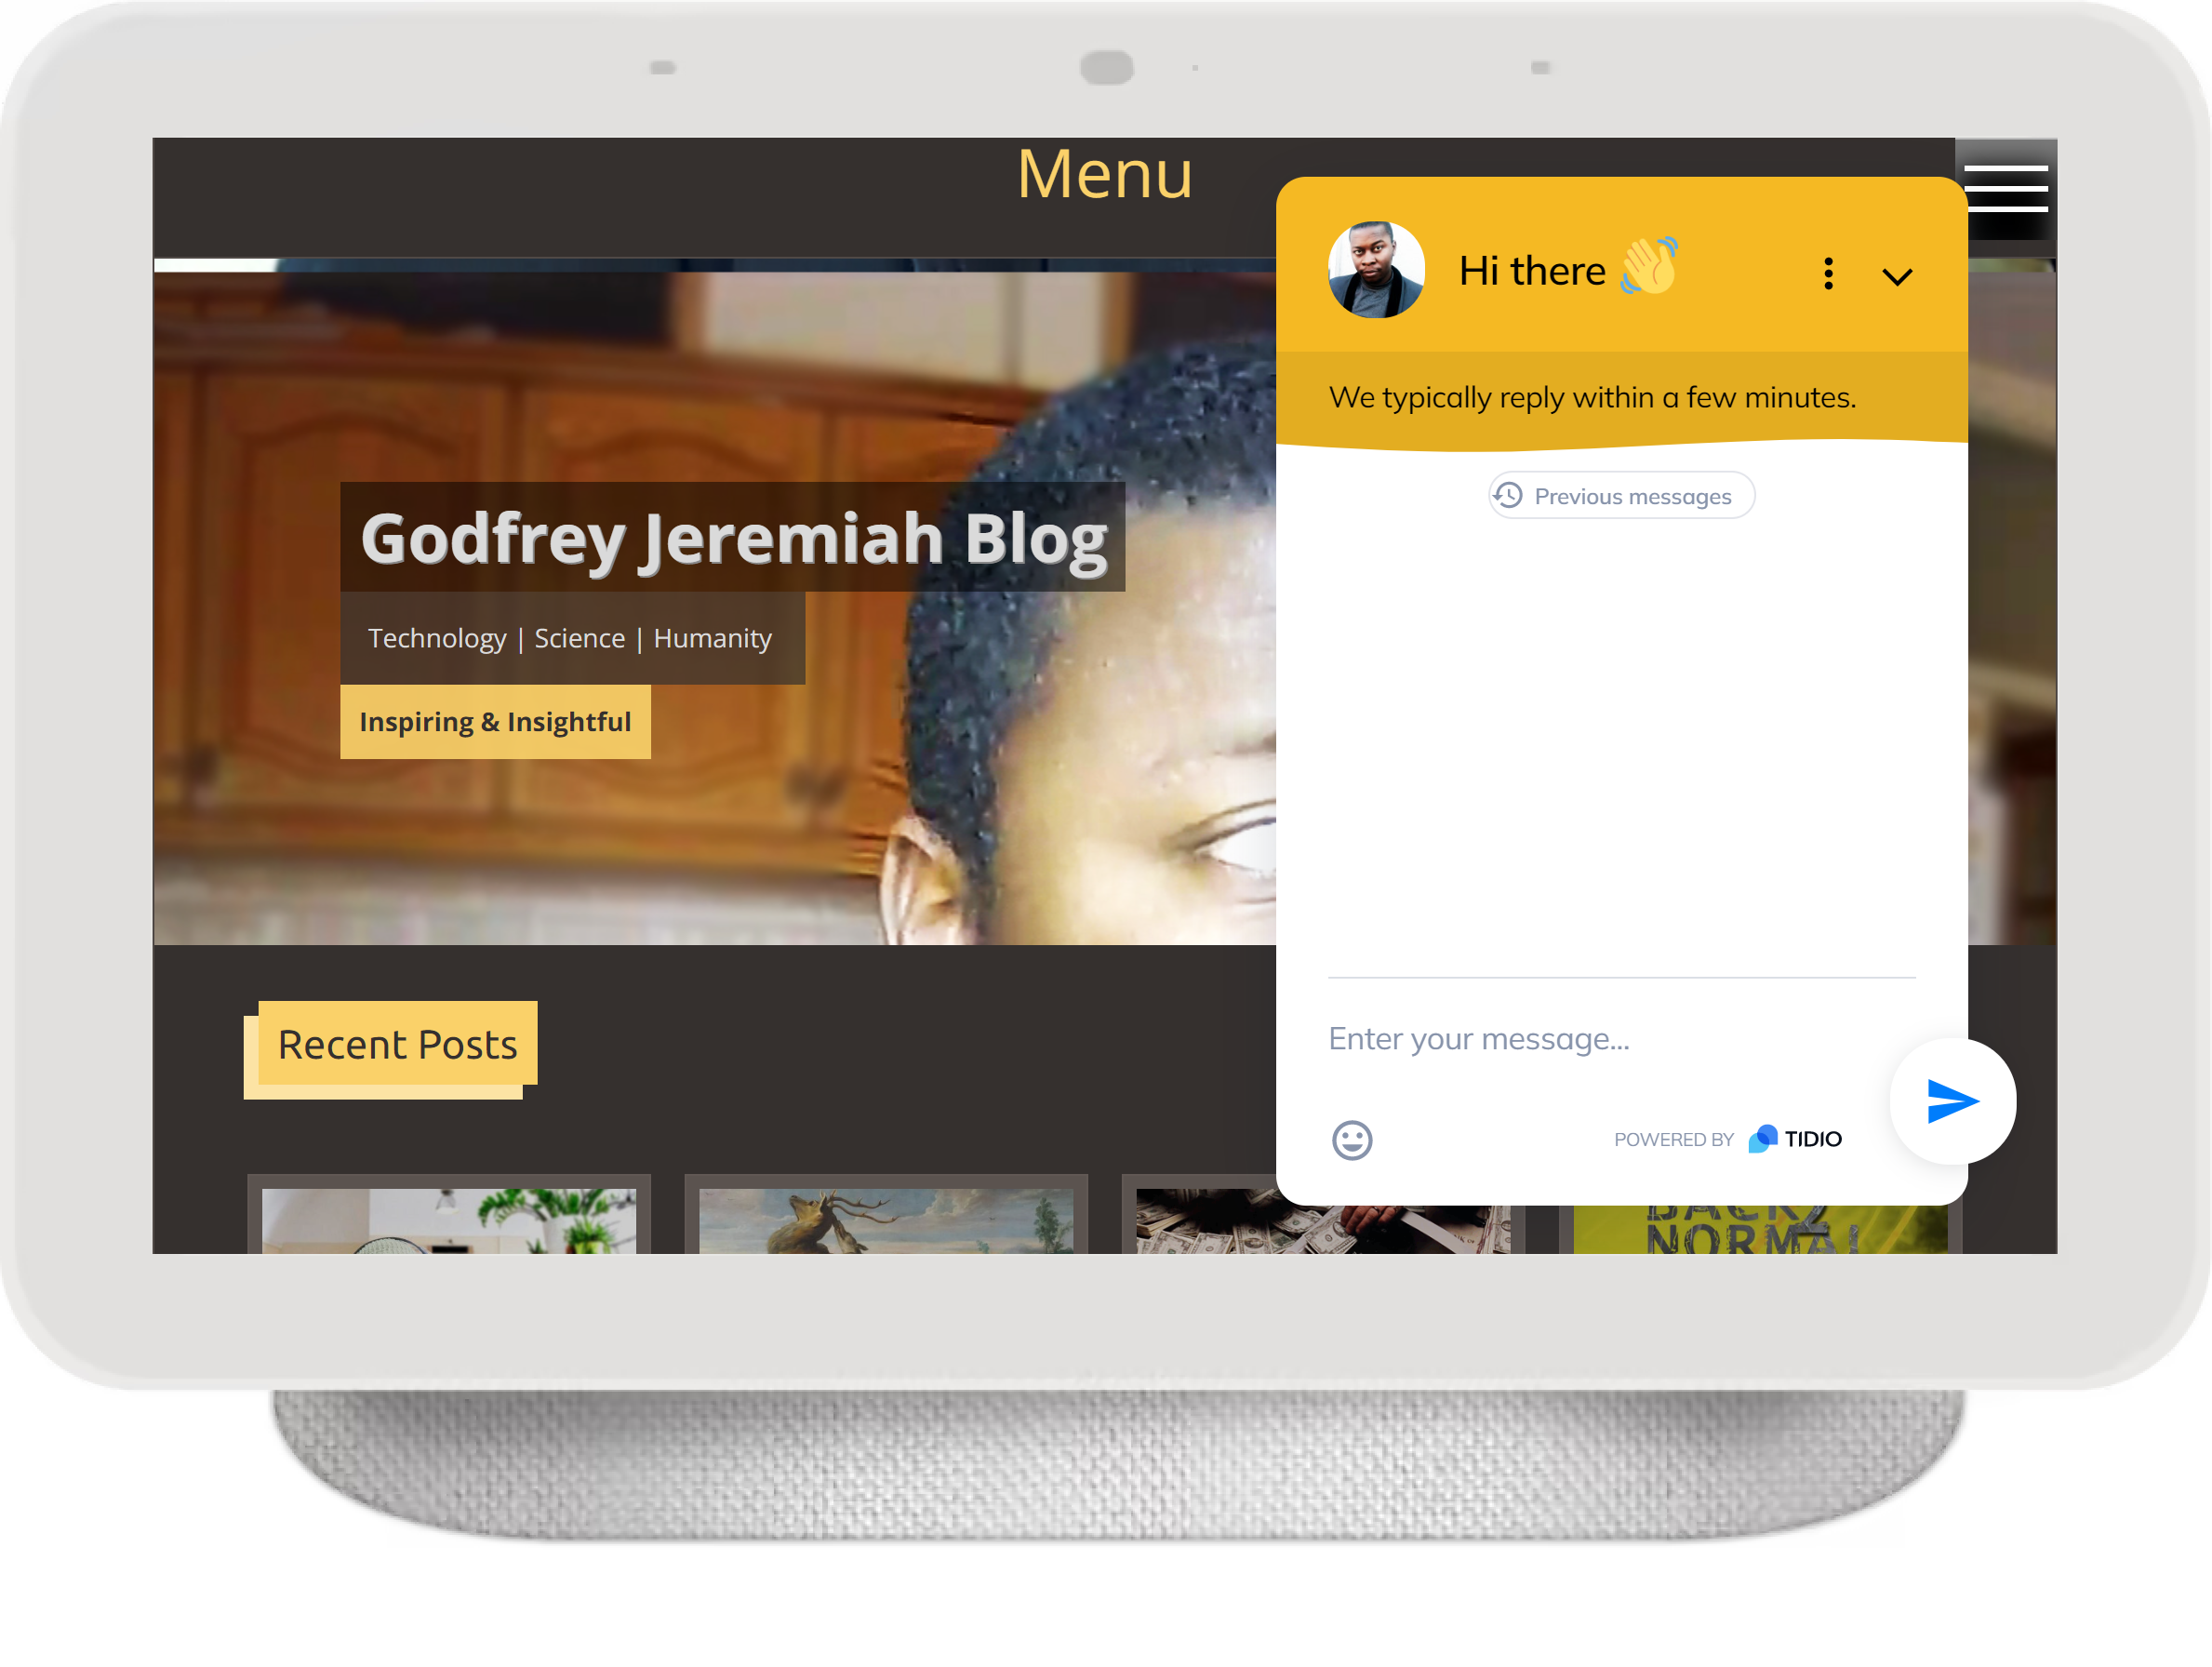 Menu
Hi there 👋
We typically reply within a few minutes.
Previous messages
Godfrey Jeremiah Blog
Technology | Science | Humanity
Inspiring & Insightful
Recent Posts
Enter your message...
POWERED BY TIDIO
BACK2
NORMAL